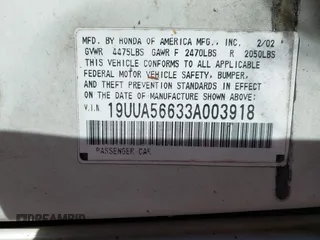 MFD. BY HONDA OF AMERICA MFG., INC. 2/02
GVWR 4475LBS GAWR F 2470LBS R 2050LBS
THIS VEHICLE CONFORMS TO ALL APPLICABLE
FEDERAL MOTOR VEHICLE SAFETY, BUMPER,
AND THEFT PREVENTION STANDARDS IN EFFECT
ON THE DATE OF MANUFACTURE SHOWN ABOVE.
V.I.N. 19UUA56633A003918
PASSENGER CAR
DREAMBID